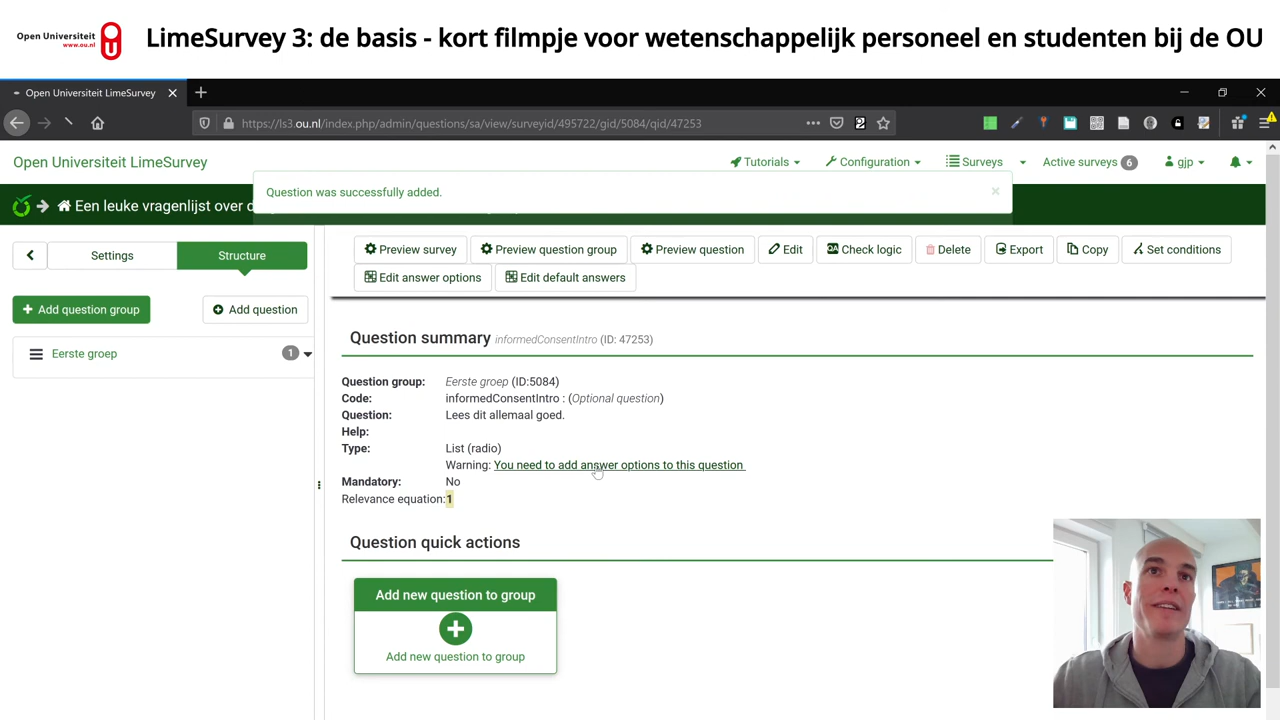 Open Universiteit
www.ou.nl
LimeSurvey 3: de basis - kort filmpje voor wetenschappelijk personeel en studenten bij de OU
Open Universiteit LimeSurvey
https://ls3.ou.nl/index.php/admin/questions/sa/view/surveyid/495722/gid/5084/qid/47253
Open Universiteit LimeSurvey
Tutorials
Configuration
Surveys
Active surveys 6
gjp
Question was successfully added.
Een leuke vragenlijst over d
Settings
Structure
Preview survey
Preview question group
Preview question
Edit
Check logic
Delete
Export
Copy
Set conditions
Edit answer options
Edit default answers
Add question group
Add question
Eerste groep 1
Question summary informedConsentIntro (ID: 47253)
Question group: Eerste groep (ID:5084)
Code: informedConsentIntro : (Optional question)
Question: Lees dit allemaal goed.
Help:
Type: List (radio)
Warning: You need to add answer options to this question
Mandatory: No
Relevance equation: 1
Question quick actions
Add new question to group
Add new question to group